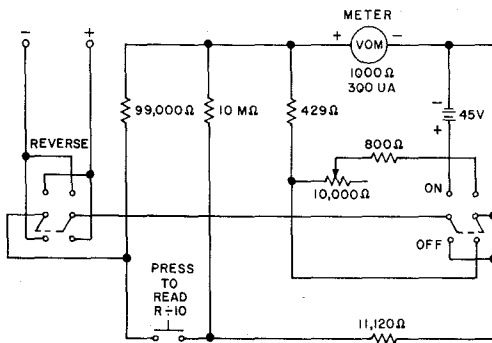 METER
− +
+ VOM −
1000Ω
300 UA
99,000Ω
10 MΩ
429Ω
− 
+
45V
REVERSE
800Ω
10,000Ω
ON
OFF
PRESS
TO
READ
R÷10
11,120Ω